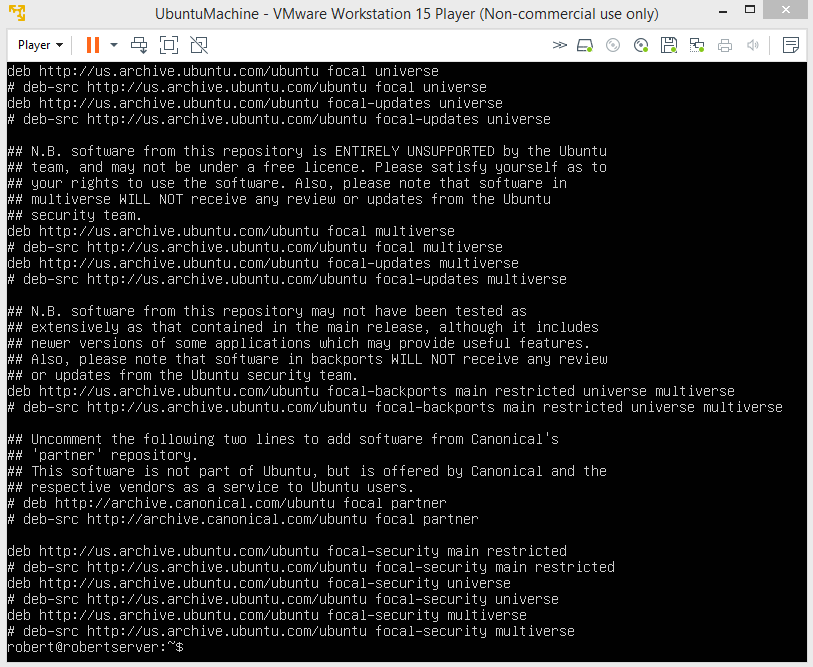 UbuntuMachine - VMware Workstation 15 Player (Non-commercial use only)
Player
deb http://us.archive.ubuntu.com/ubuntu focal universe
# deb-src http://us.archive.ubuntu.com/ubuntu focal universe
deb http://us.archive.ubuntu.com/ubuntu focal-updates universe
# deb-src http://us.archive.ubuntu.com/ubuntu focal-updates universe
## N.B. software from this repository is ENTIRELY UNSUPPORTED by the Ubuntu
## team, and may not be under a free licence. Please satisfy yourself as to
## your rights to use the software. Also, please note that software in
## multiverse WILL NOT receive any review or updates from the Ubuntu
## security team.
deb http://us.archive.ubuntu.com/ubuntu focal multiverse
# deb-src http://us.archive.ubuntu.com/ubuntu focal multiverse
deb http://us.archive.ubuntu.com/ubuntu focal-updates multiverse
# deb-src http://us.archive.ubuntu.com/ubuntu focal-updates multiverse
## N.B. software from this repository may not have been tested as
## extensively as that contained in the main release, although it includes
## newer versions of some applications which may provide useful features.
## Also, please note that software in backports WILL NOT receive any review
## or updates from the Ubuntu security team.
deb http://us.archive.ubuntu.com/ubuntu focal-backports main restricted universe multiverse
# deb-src http://us.archive.ubuntu.com/ubuntu focal-backports main restricted universe multiverse
## Uncomment the following two lines to add software from Canonical's
## 'partner' repository.
## This software is not part of Ubuntu, but is offered by Canonical and the
## respective vendors as a service to Ubuntu users.
# deb http://archive.canonical.com/ubuntu focal partner
# deb-src http://archive.canonical.com/ubuntu focal partner
deb http://us.archive.ubuntu.com/ubuntu focal-security main restricted
# deb-src http://us.archive.ubuntu.com/ubuntu focal-security main restricted
deb http://us.archive.ubuntu.com/ubuntu focal-security universe
# deb-src http://us.archive.ubuntu.com/ubuntu focal-security universe
deb http://us.archive.ubuntu.com/ubuntu focal-security multiverse
# deb-src http://us.archive.ubuntu.com/ubuntu focal-security multiverse
robert@robertserver:~$